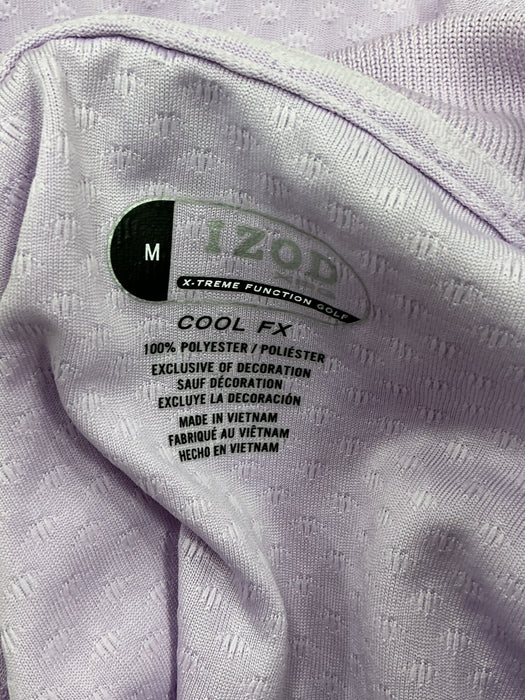 M
IZOD
X-TREME FUNCTION GOLF
COOL FX
100% POLYESTER / POLIÉSTER
EXCLUSIVE OF DECORATION
SAUF DÉCORATION
EXCLUYE LA DECORACIÓN
MADE IN VIETNAM
FABRIQUÉ AU VIÊTNAM
HECHO EN VIETNAM